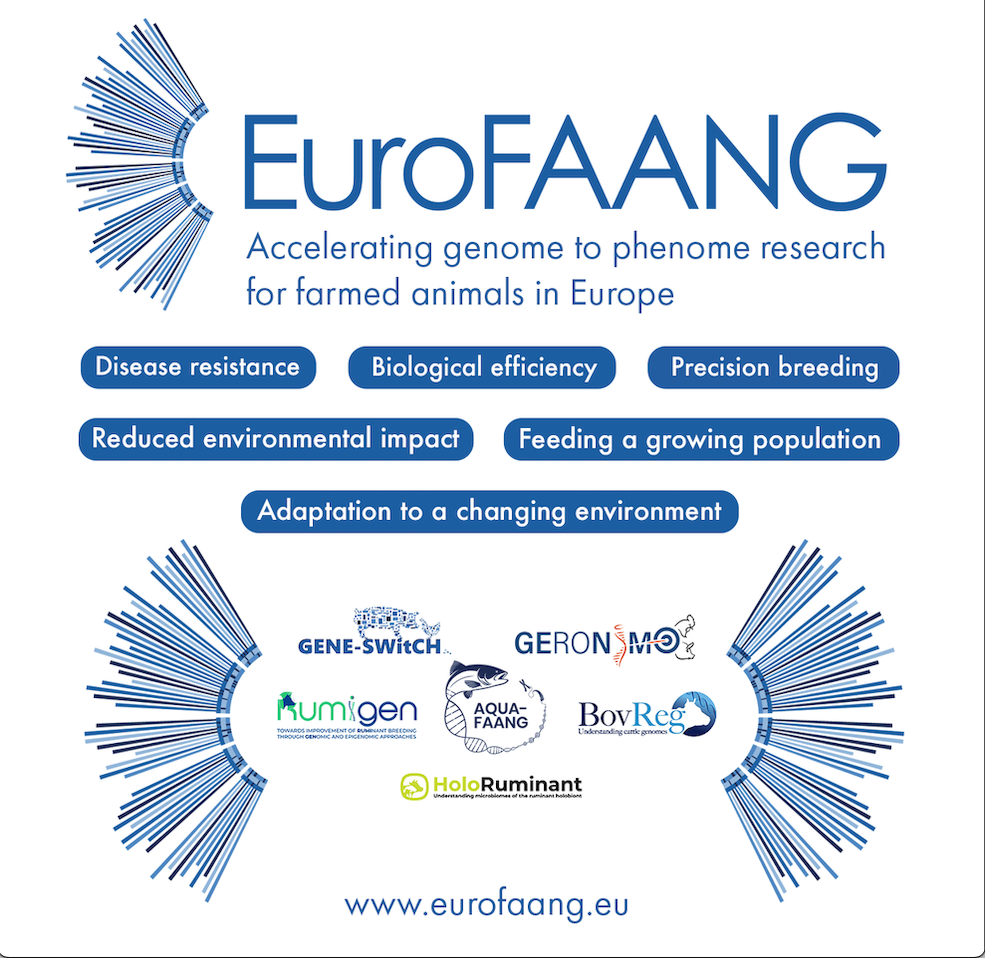 EuroFAANG
Accelerating genome to phenome research
for farmed animals in Europe
Disease resistance
Biological efficiency
Precision breeding
Reduced environmental impact
Feeding a growing population
Adaptation to a changing environment
GENE-SWitCH
GERONIMO
Rumigen
TOWARDS IMPROVEMENT OF RUMINANT BREEDING
THROUGH GENOMIC AND EPIGENOMIC APPROACHES
AQUA-
FAANG
BovReg
Understanding cattle genomes
HoloRuminant
Understanding microbiomes of the ruminant holobiont
www.eurofaang.eu